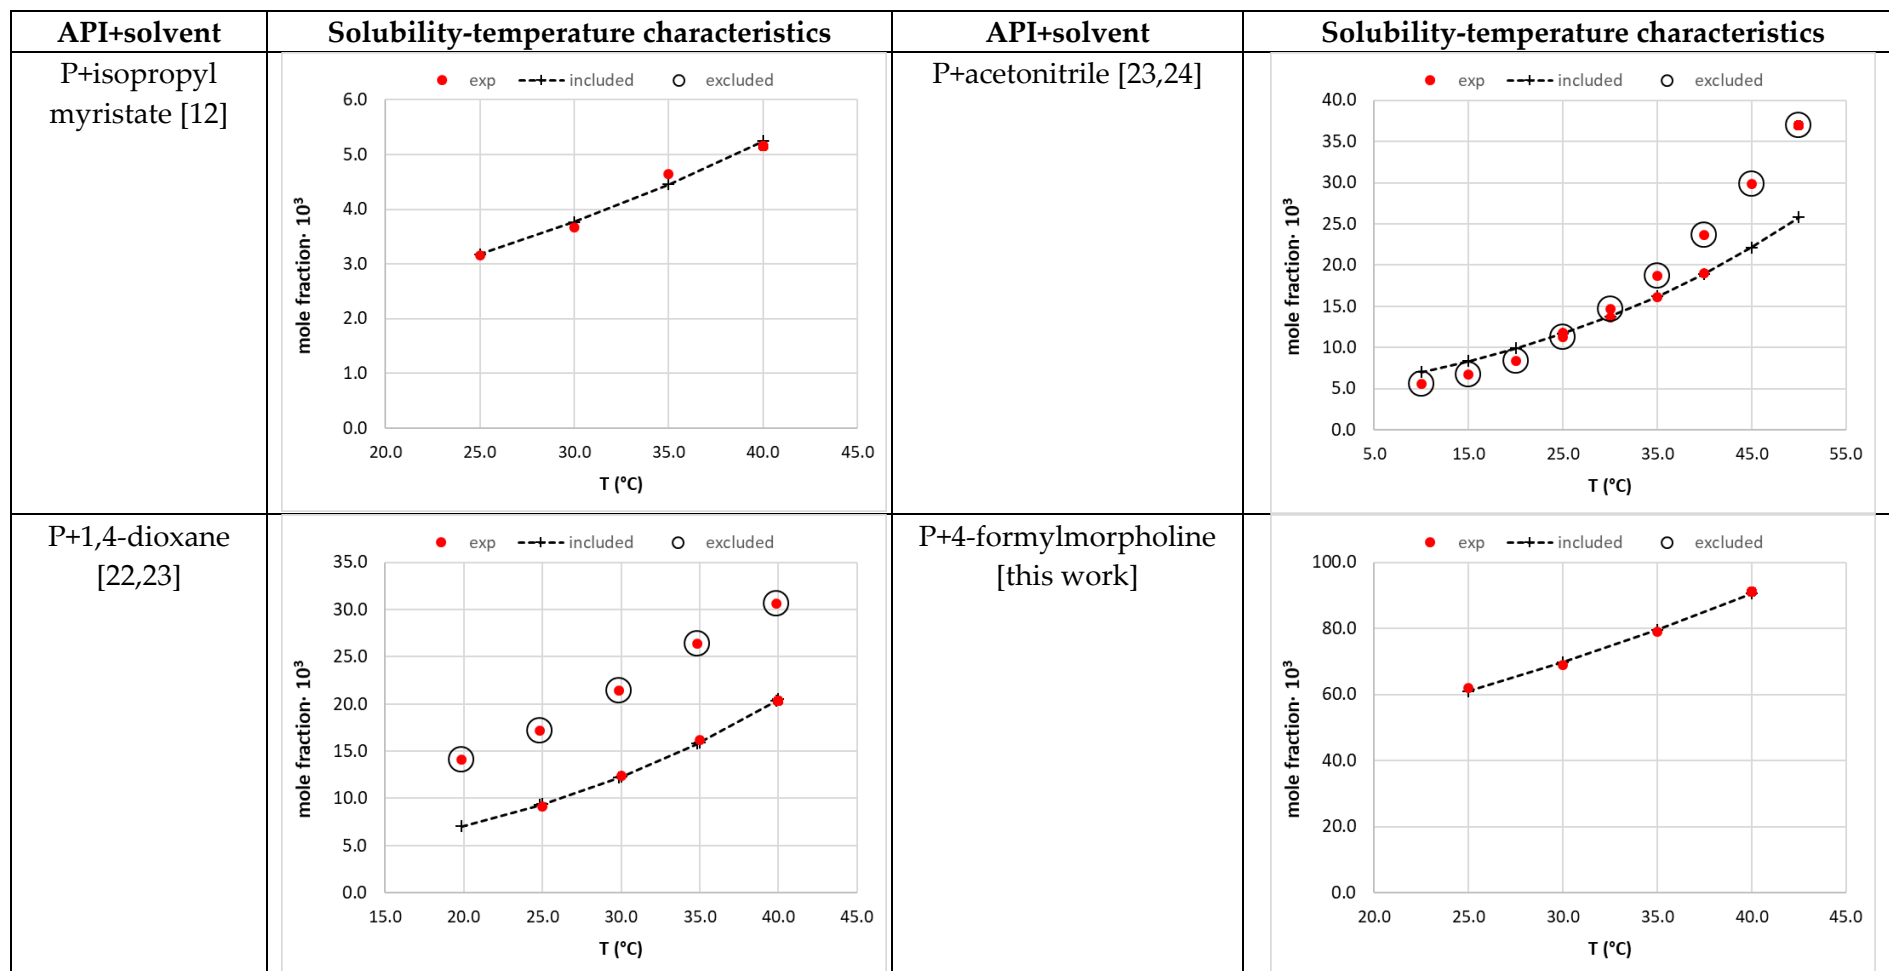 API+solvent
Solubility-temperature characteristics
API+solvent
Solubility-temperature characteristics
P+isopropyl
myristate [12]
exp included excluded
6.0
5.0
4.0
3.0
2.0
1.0
0.0
20.0 25.0 30.0 35.0 40.0 45.0
mole fraction· 10³
T (°C)
P+acetonitrile [23,24]
exp included excluded
40.0
35.0
30.0
25.0
20.0
15.0
10.0
5.0
0.0
5.0 15.0 25.0 35.0 45.0 55.0
mole fraction· 10³
T (°C)
P+1,4-dioxane
[22,23]
exp included excluded
35.0
30.0
25.0
20.0
15.0
10.0
5.0
0.0
15.0 20.0 25.0 30.0 35.0 40.0 45.0
mole fraction· 10³
T (°C)
P+4-formylmorpholine
[this work]
exp included excluded
100.0
80.0
60.0
40.0
20.0
0.0
20.0 25.0 30.0 35.0 40.0 45.0
mole fraction· 10³
T (°C)